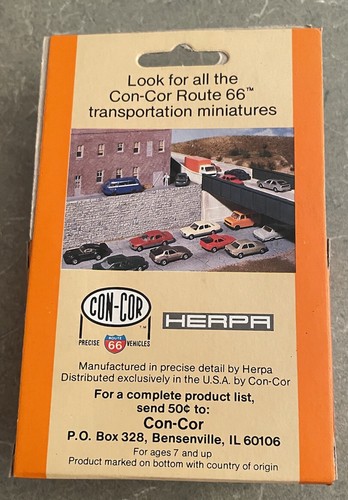 Look for all the
Con-Cor Route 66™
transportation miniatures
CON-COR
™
PRECISE ROUTE 66 VEHICLES
HERPA
Manufactured in precise detail by Herpa
Distributed exclusively in the U.S.A. by Con-Cor
For a complete product list,
send 50¢ to:
Con-Cor
P.O. Box 328, Bensenville, IL 60106
For ages 7 and up
Product marked on bottom with country of origin